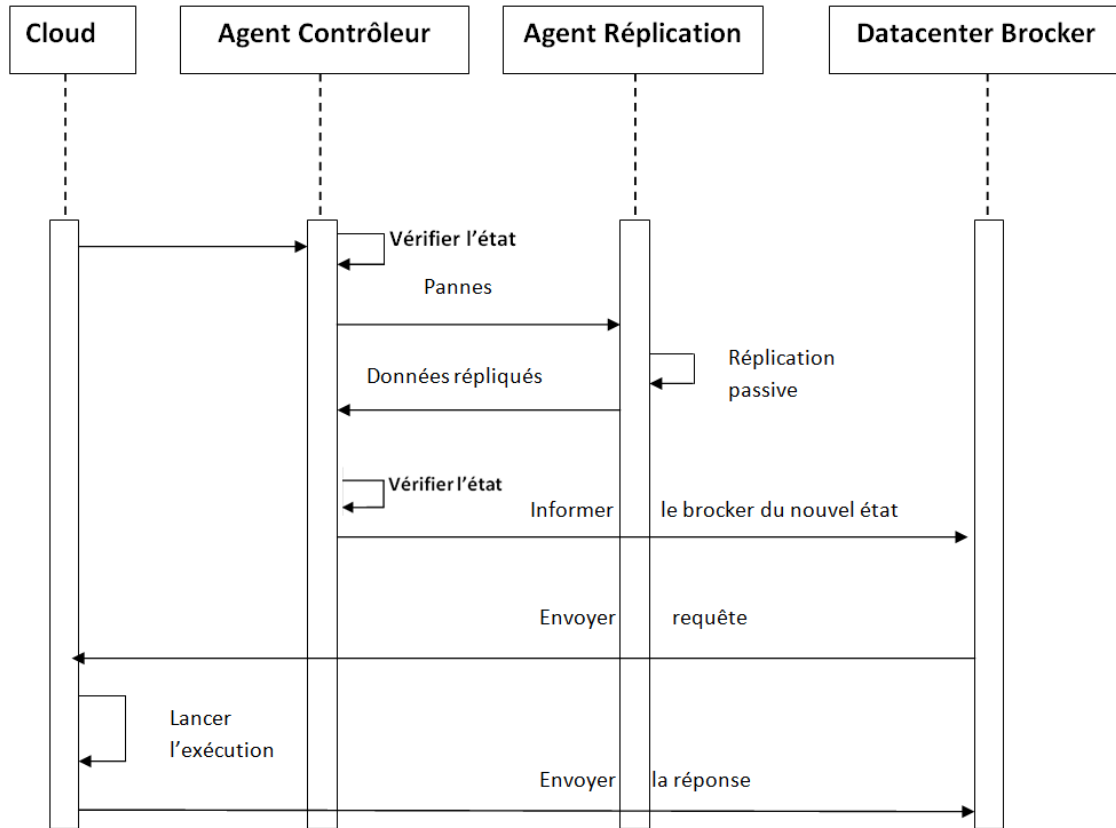 Cloud
Agent Contrôleur
Agent Réplication
Datacenter Brocker
Vérifier l'état
Pannes
Réplication
passive
Données répliqués
Vérifier l'état
Informer le brocker du nouvel état
Envoyer requête
Lancer
l'exécution
Envoyer la réponse